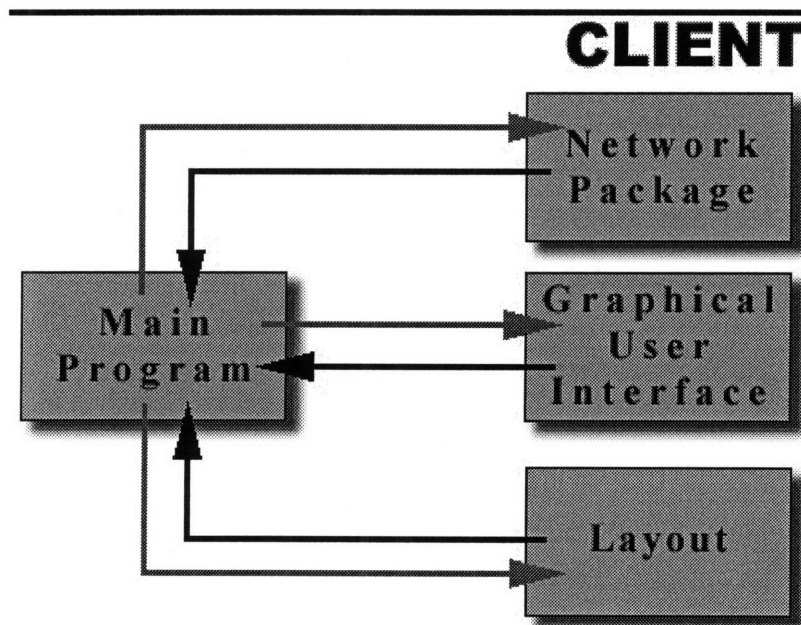 CLIENT
Network
Package
Main
Program
Graphical
User
Interface
Layout